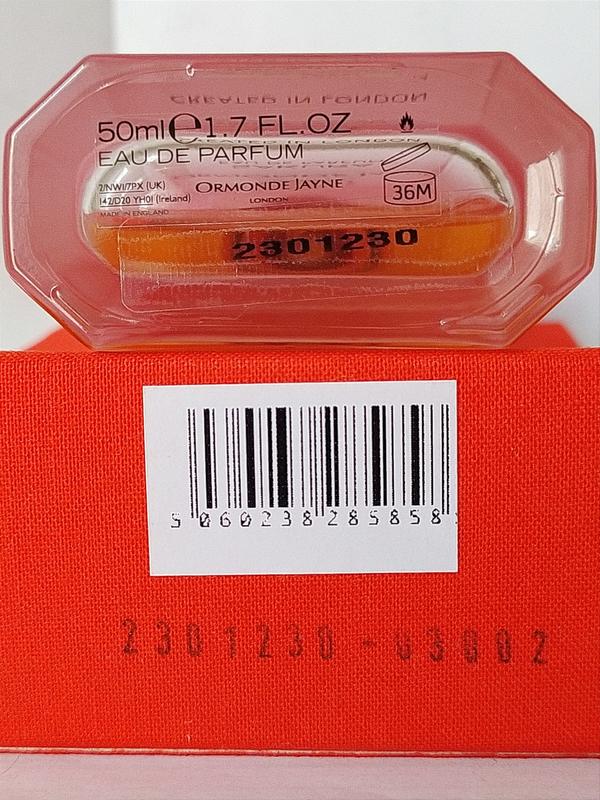 CREATED IN LONDON
50ml e 1.7 FL.OZ
EAU DE PARFUM
2/NW1/7PX (UK)
142/D20 YH01 (Ireland)
MADE IN ENGLAND
ORMONDE JAYNE
LONDON
36M
2301230
5 060238 285858
2301230-03002